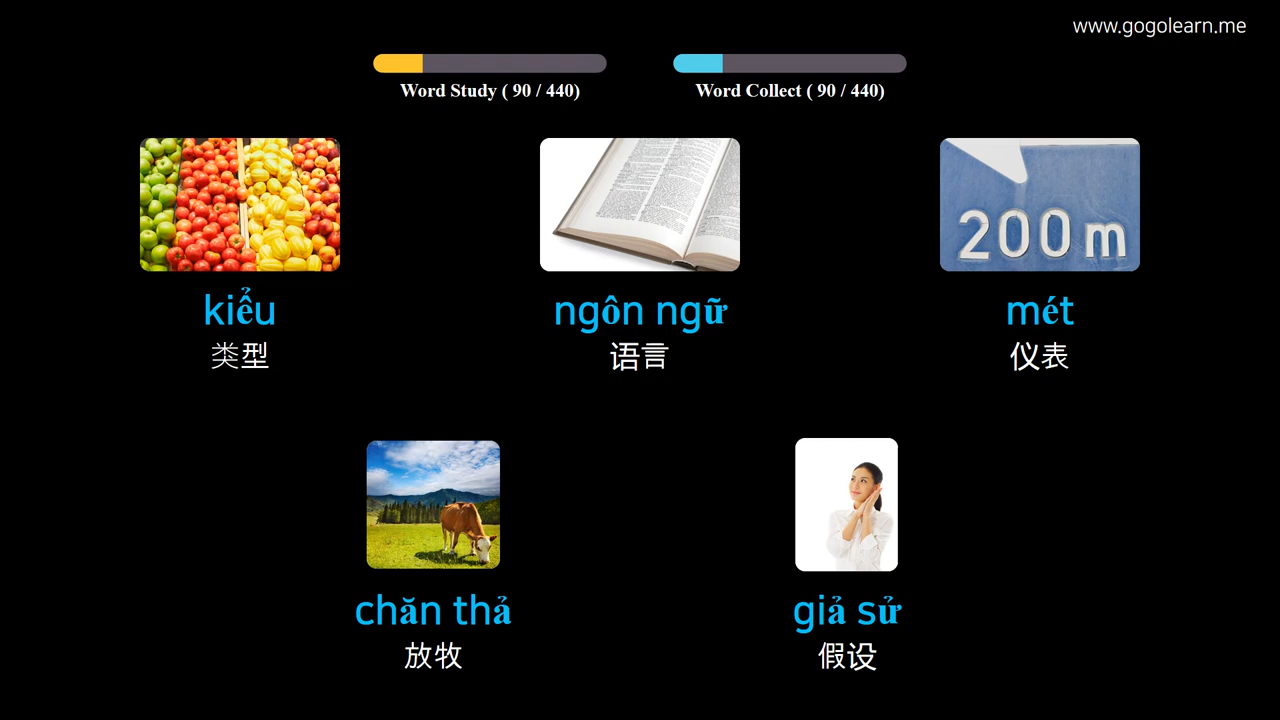 www.gogolearn.me
Word Study ( 90 / 440)
Word Collect ( 90 / 440)
200 m
kiểu
类型
ngôn ngữ
语言
mét
仪表
chăn thả
放牧
giả sử
假设